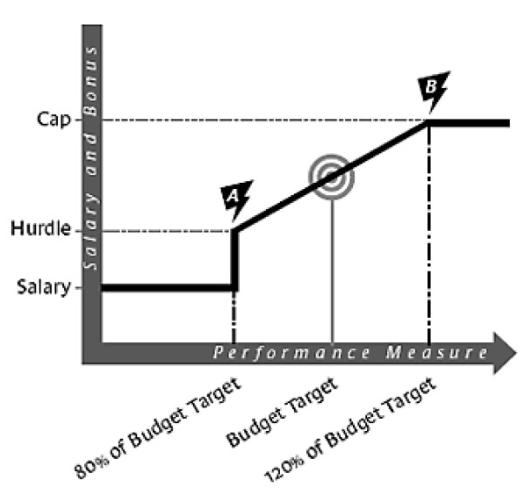 B
Cap
Salary and Bonus
A
Hurdle
Salary
Performance Measure
80% of Budget Target
Budget Target
120% of Budget Target